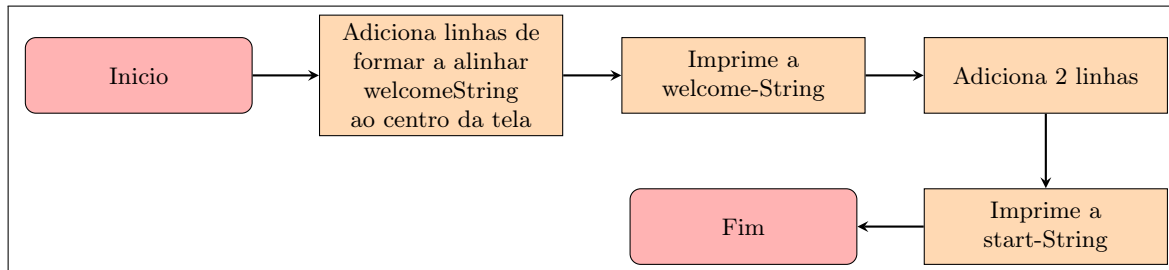 Inicio
Adiciona linhas de
formar a alinhar
welcomeString
ao centro da tela
Imprime a
welcome-String
Adiciona 2 linhas
Imprime a
start-String
Fim